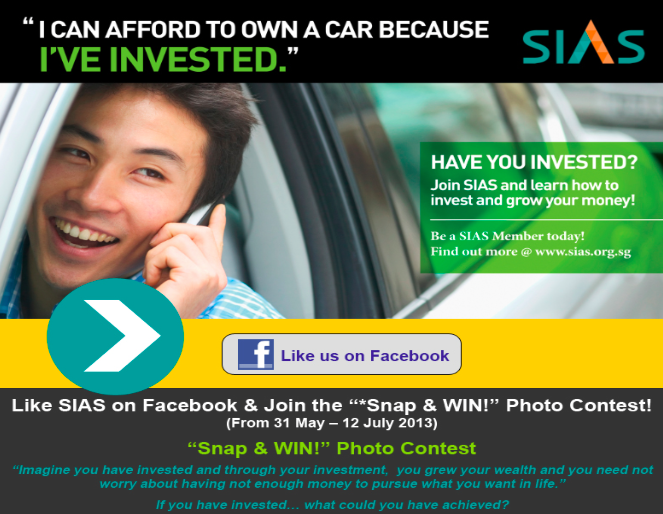 “ I CAN AFFORD TO OWN A CAR BECAUSE
I’VE INVESTED.”
SIAS
HAVE YOU INVESTED?
Join SIAS and learn how to
invest and grow your money!
Be a SIAS Member today!
Find out more @ www.sias.org.sg
f Like us on Facebook
Like SIAS on Facebook & Join the “*Snap & WIN!” Photo Contest!
(From 31 May – 12 July 2013)
“Snap & WIN!” Photo Contest
“Imagine you have invested and through your investment, you grew your wealth and you need not
worry about having not enough money to pursue what you want in life.”
If you have invested… what could you have achieved?